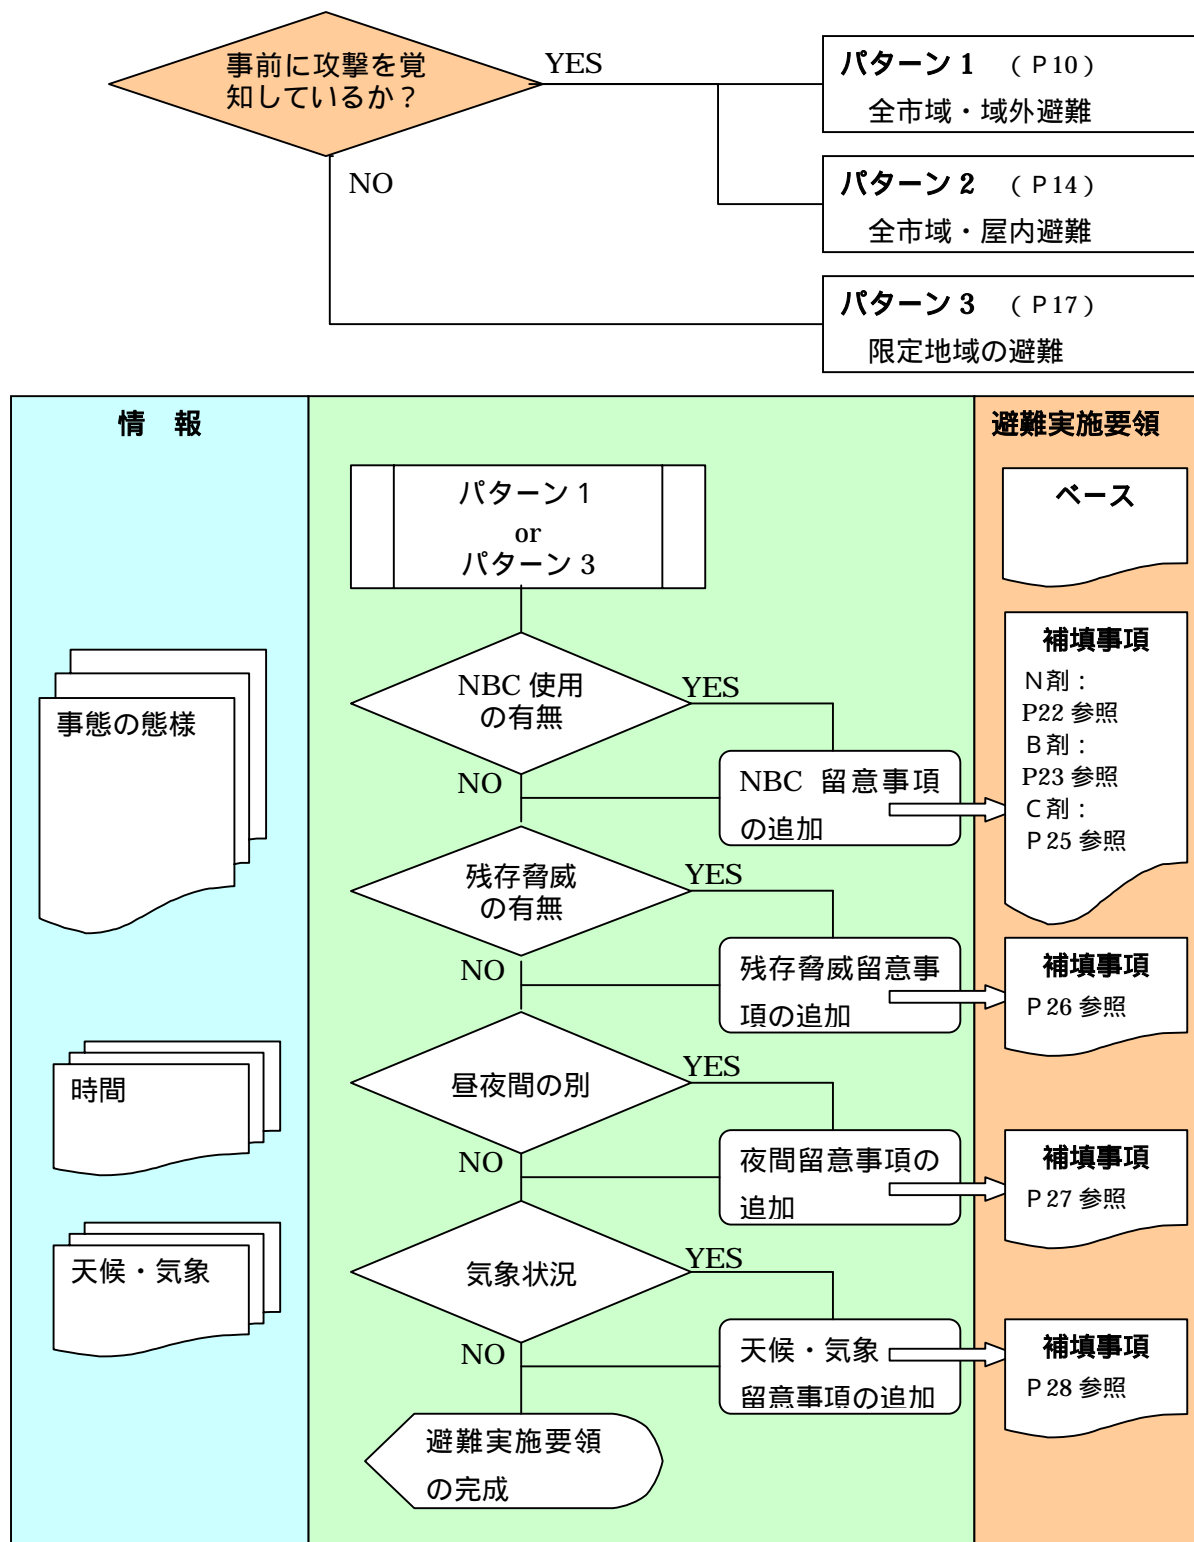 事前に攻撃を覚
知しているか？
YES
NO
パターン 1 （Ｐ10）
全市域・域外避難
パターン 2 （Ｐ14）
全市域・屋内避難
パターン 3 （Ｐ17）
限定地域の避難
情　報
避難実施要領
パターン 1
or
パターン 3
ベース
事態の態様
NBC 使用
の有無
YES
NO
NBC 留意事項
の追加
補填事項
Ｎ剤：
P22 参照
Ｂ剤：
P23 参照
Ｃ剤：
Ｐ25 参照
残存脅威
の有無
YES
NO
残存脅威留意事
項の追加
補填事項
Ｐ26 参照
時間
昼夜間の別
YES
NO
夜間留意事項の
追加
補填事項
Ｐ27 参照
天候・気象
気象状況
YES
NO
天候・気象
留意事項の追加
補填事項
Ｐ28 参照
避難実施要領
の完成